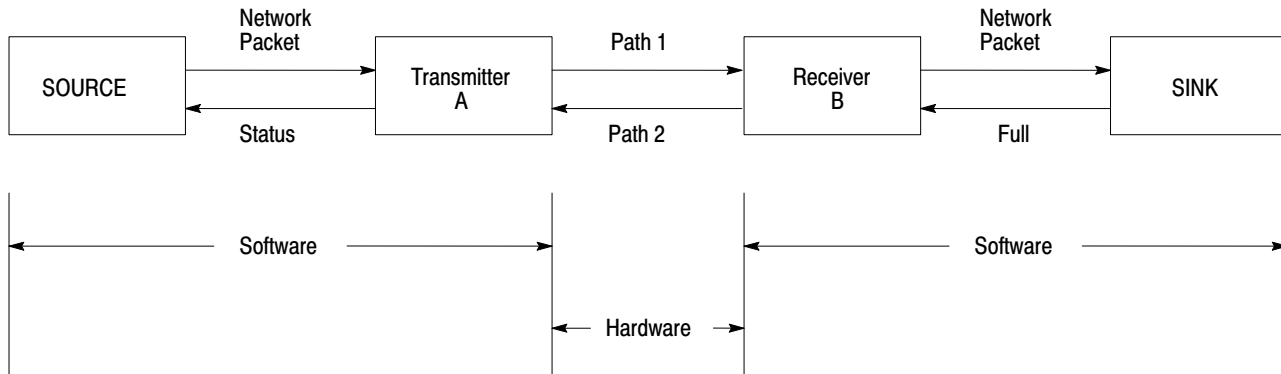 Network
Packet
Path 1
Network
Packet
SOURCE
Transmitter
A
Receiver
B
SINK
Status
Path 2
Full
Software
Software
Hardware